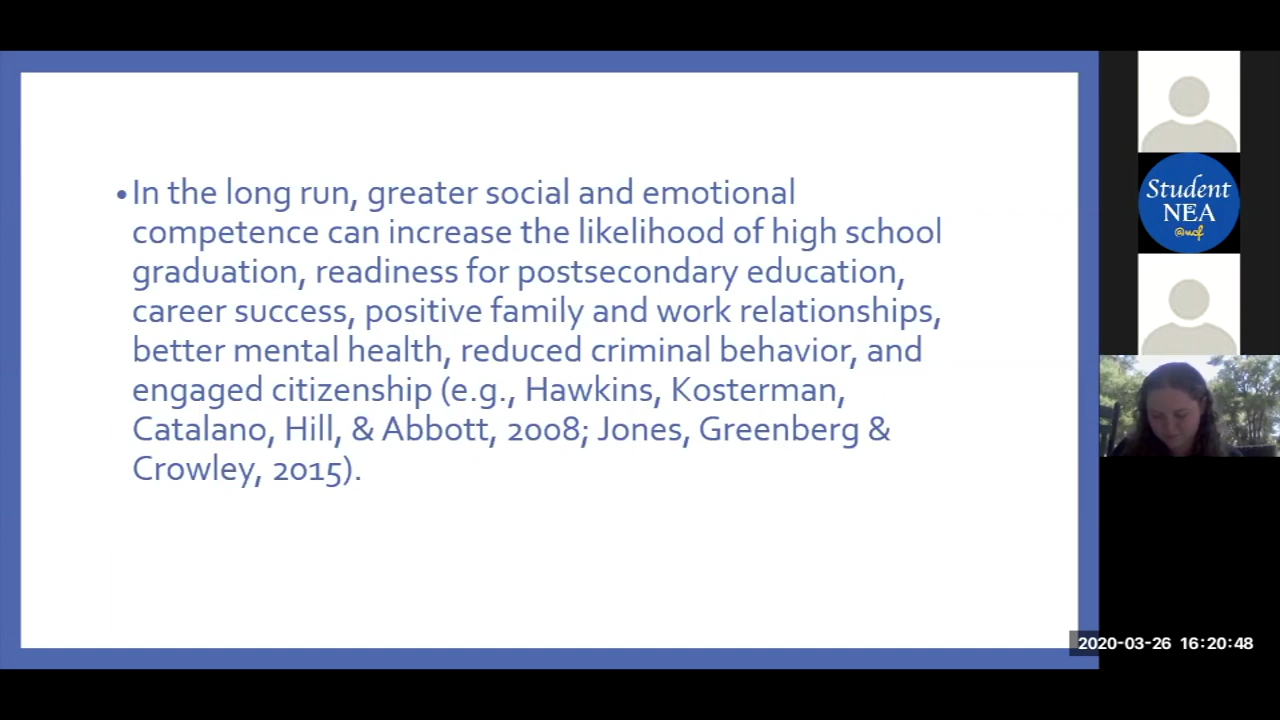 •In the long run, greater social and emotional
competence can increase the likelihood of high school
graduation, readiness for postsecondary education,
career success, positive family and work relationships,
better mental health, reduced criminal behavior, and
engaged citizenship (e.g., Hawkins, Kosterman,
Catalano, Hill, & Abbott, 2008; Jones, Greenberg &
Crowley, 2015).
Student
NEA
@ucf
2020-03-26 16:20:48